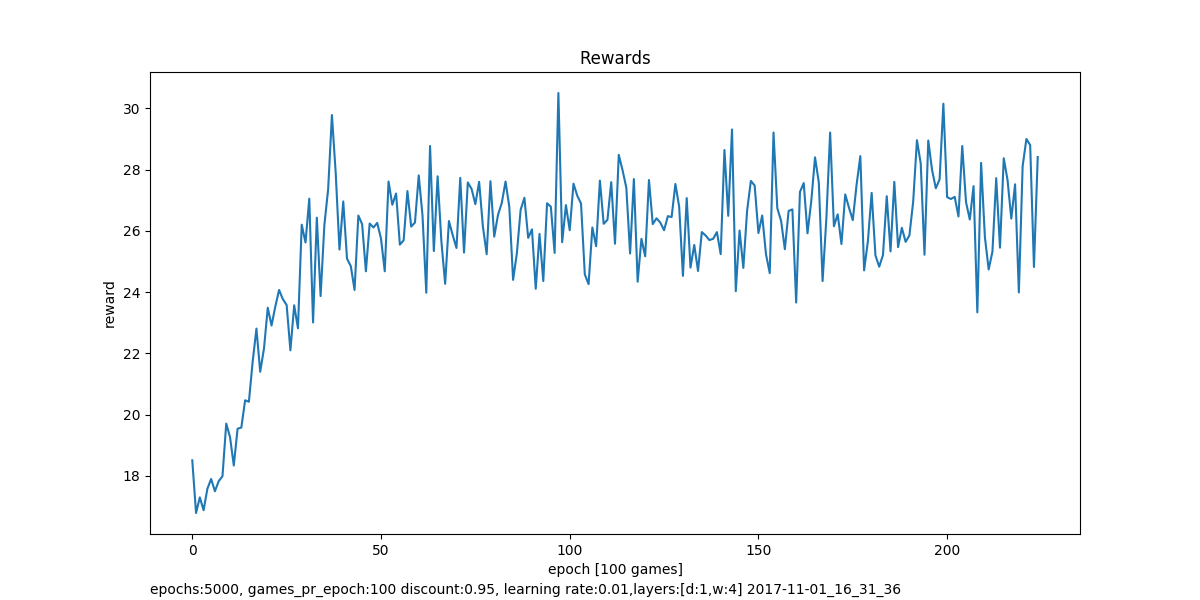 Rewards
reward
30
28
26
24
22
20
18
0 50 100 150 200
epoch [100 games]
epochs:5000, games_pr_epoch:100 discount:0.95, learning rate:0.01,layers:[d:1,w:4] 2017-11-01_16_31_36